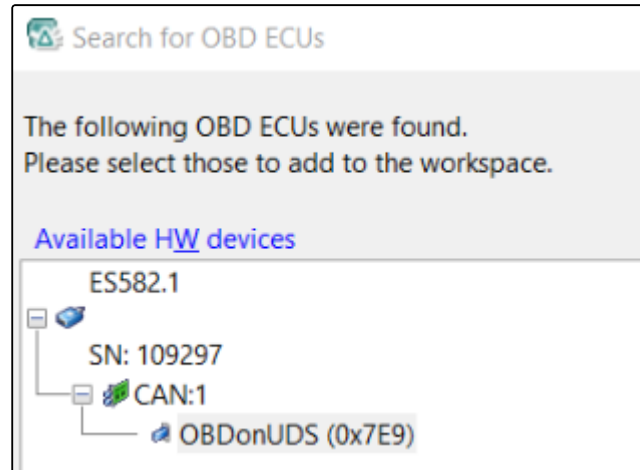 Search for OBD ECUs
The following OBD ECUs were found.
Please select those to add to the workspace.
Available HW devices
ES582.1
SN: 109297
CAN:1
OBDonUDS (0x7E9)